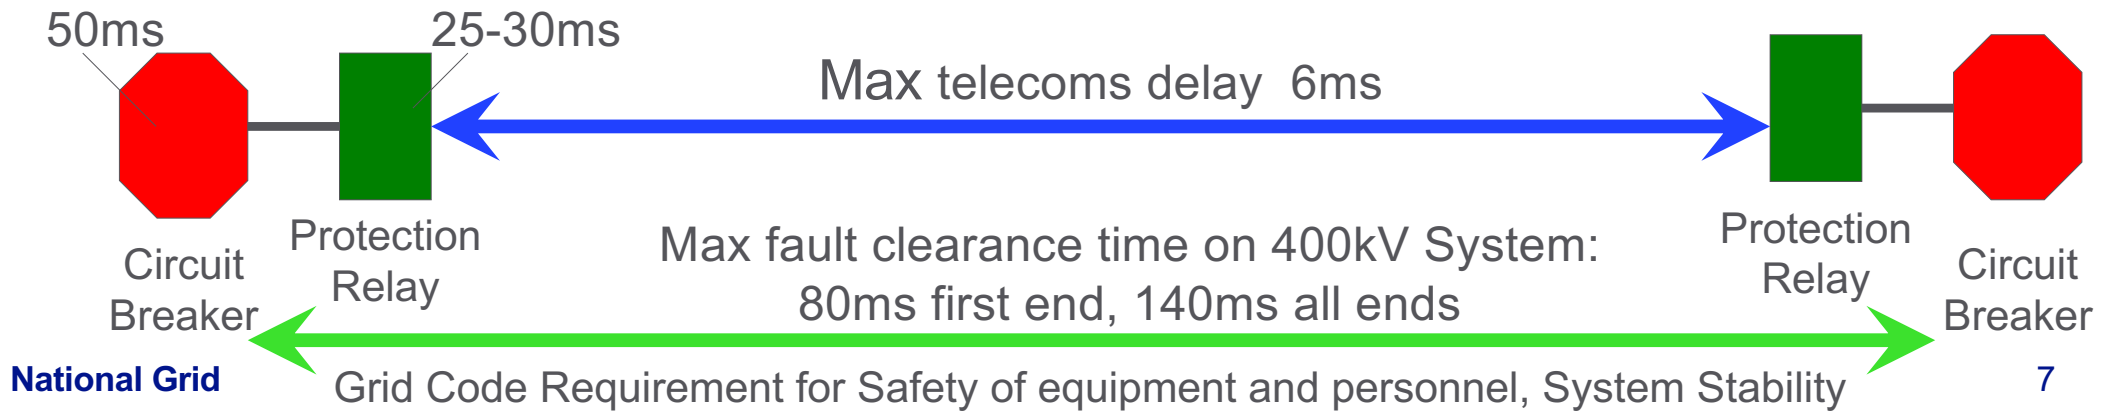 50ms
25-30ms
Max telecoms delay 6ms
Protection
Relay
Circuit
Breaker
Max fault clearance time on 400kV System:
80ms first end, 140ms all ends
Protection
Relay
Circuit
Breaker
National Grid
Grid Code Requirement for Safety of equipment and personnel, System Stability
7